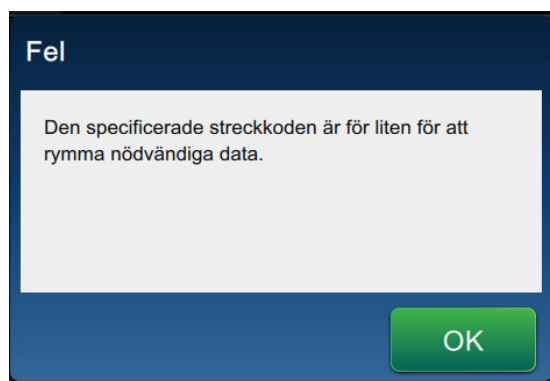 Fel
Den specificerade streckkoden är för liten för att
rymma nödvändiga data.
OK